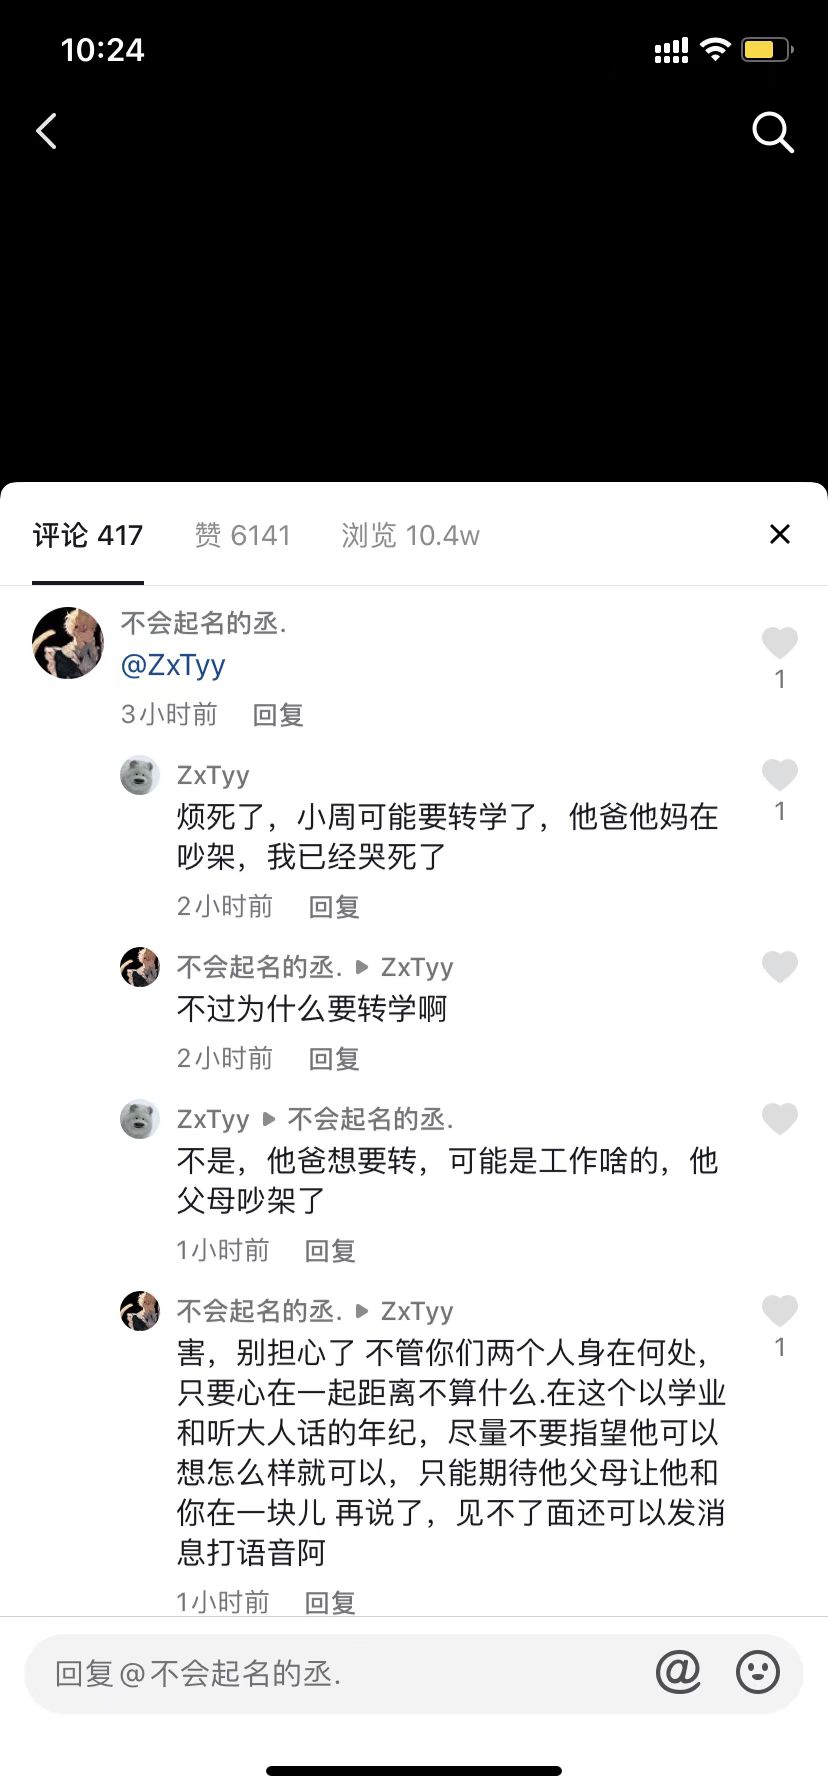 10:24
评论 417
赞 6141
浏览 10.4w
不会起名的丞.
@ZxTyy
1
3小时前 回复
ZxTyy
烦死了，小周可能要转学了，他爸他妈在
1
吵架，我已经哭死了
2小时前 回复
不会起名的丞. ▶ ZxTyy
不过为什么要转学啊
2小时前 回复
ZxTyy ▶ 不会起名的丞.
不是，他爸想要转，可能是工作啥的，他
父母吵架了
1小时前 回复
不会起名的丞. ▶ ZxTyy
害，别担心了 不管你们两个人身在何处，
1
只要心在一起距离不算什么.在这个以学业
和听大人话的年纪，尽量不要指望他可以
想怎么样就可以，只能期待他父母让他和
你在一块儿 再说了，见不了面还可以发消
息打语音阿
1小时前 回复
回复@不会起名的丞.